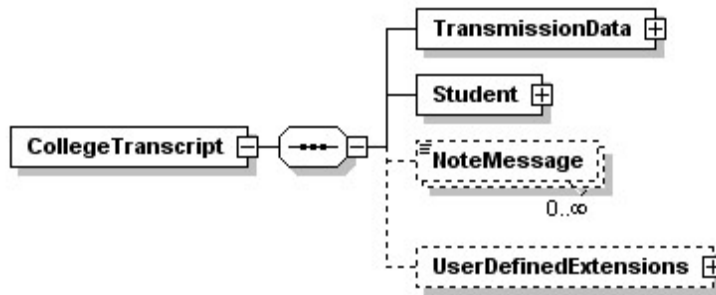 TransmissionData
Student
CollegeTranscript
NoteMessage
0..∞
UserDefinedExtensions